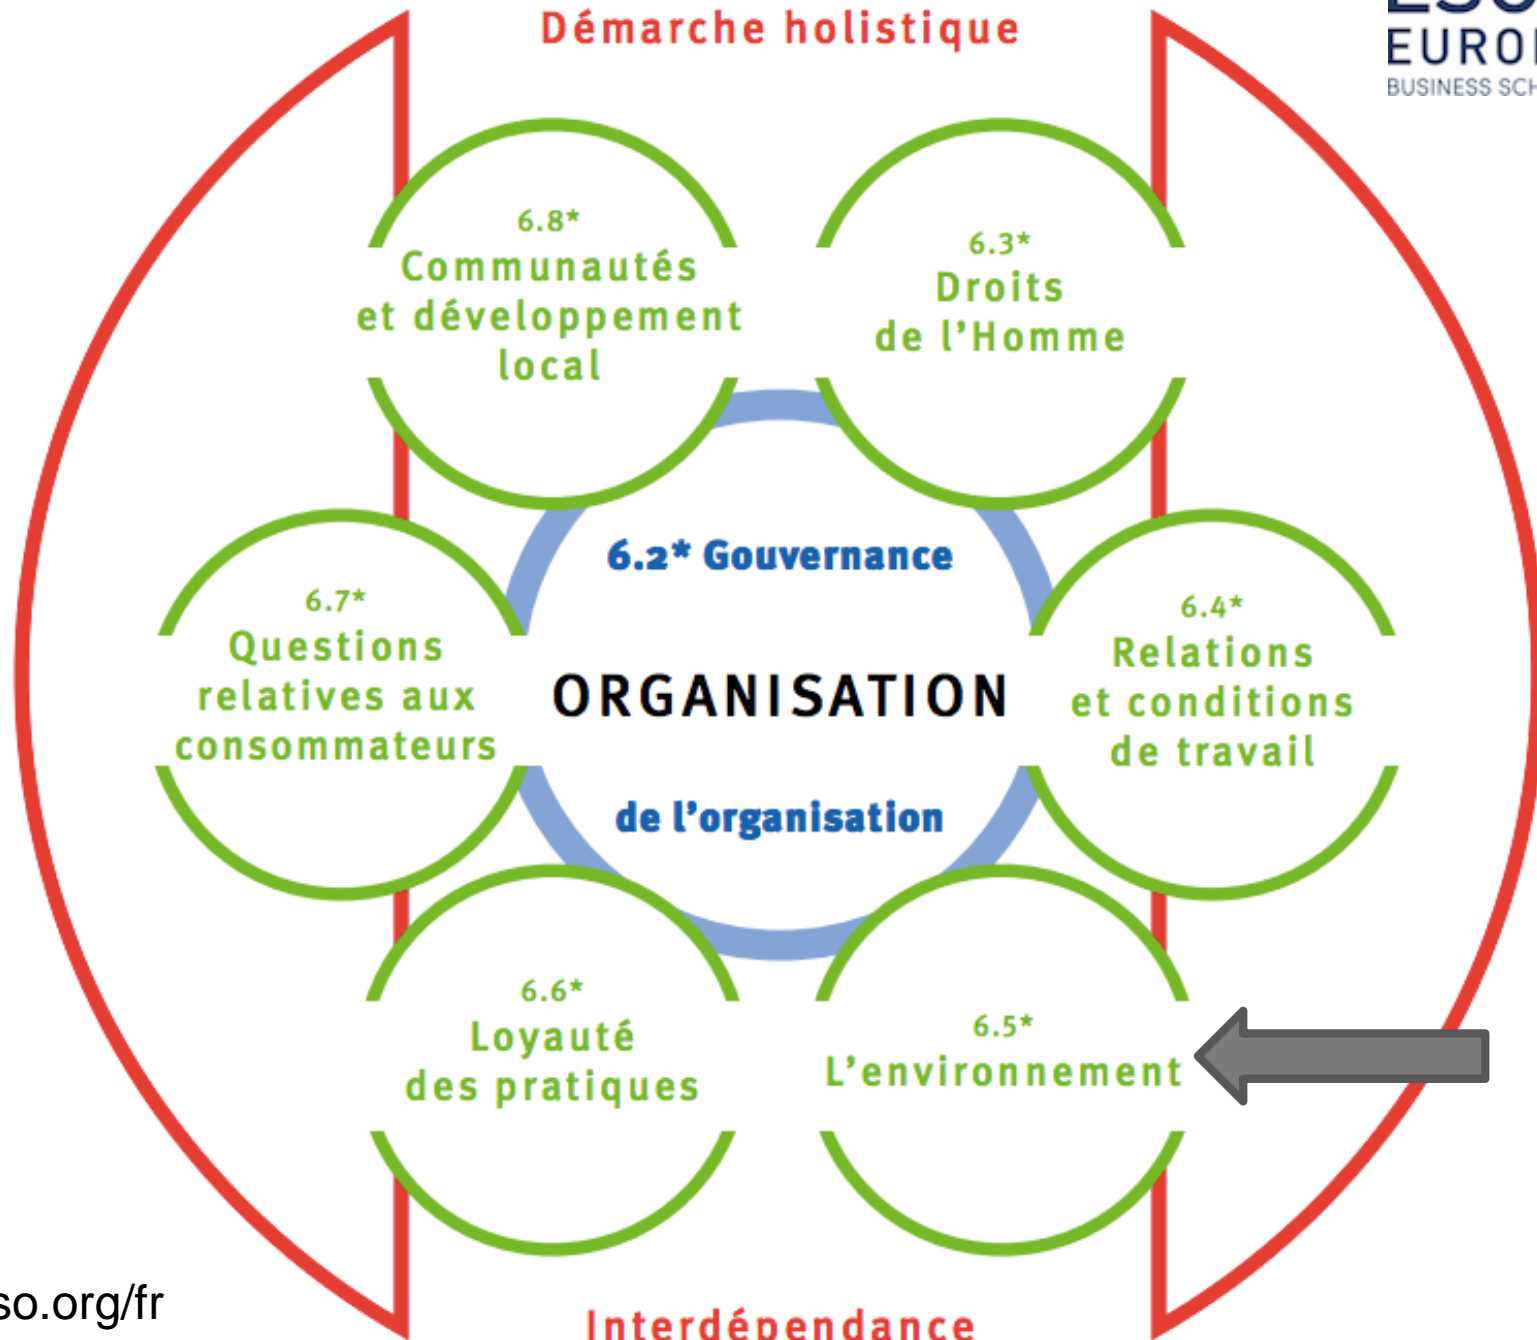 Démarche holistique
EURO
BUSINESS SCH
6.8*
Communautés
et développement
local
6.3*
Droits
de l’Homme
6.2* Gouvernance
6.7*
Questions
relatives aux
consommateurs
ORGANISATION
6.4*
Relations
et conditions
de travail
de l’organisation
6.6*
Loyauté
des pratiques
6.5*
L’environnement
so.org/fr
Interdépendance